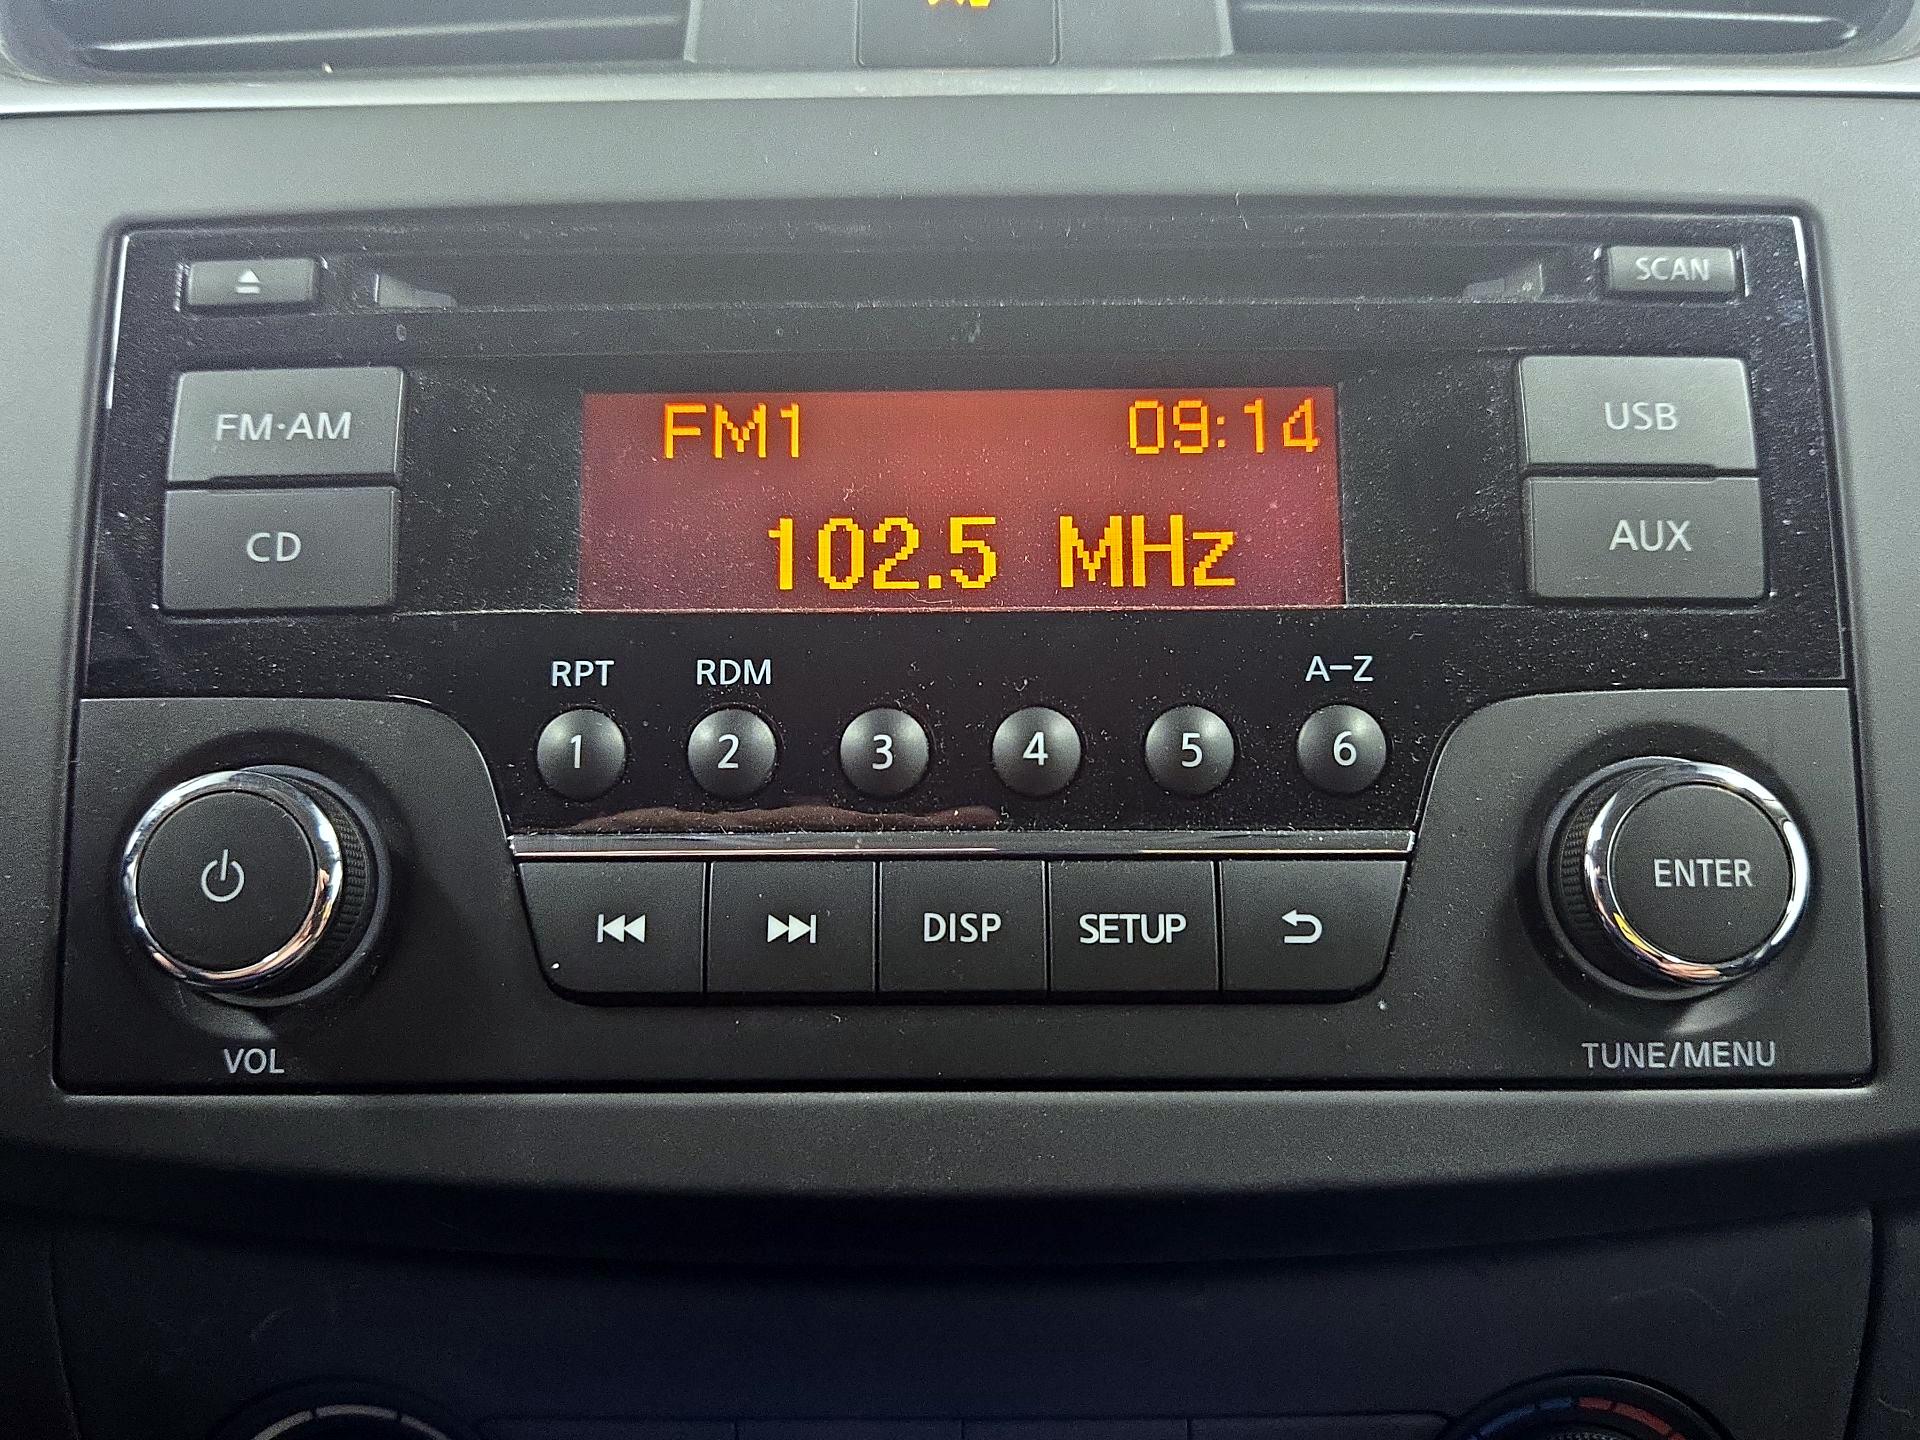 SCAN
FM·AM
FM1 09:14
USB
CD
102.5 MHz
AUX
RPT RDM A–Z
1 2 3 4 5 6
ENTER
DISP SETUP
VOL
TUNE/MENU